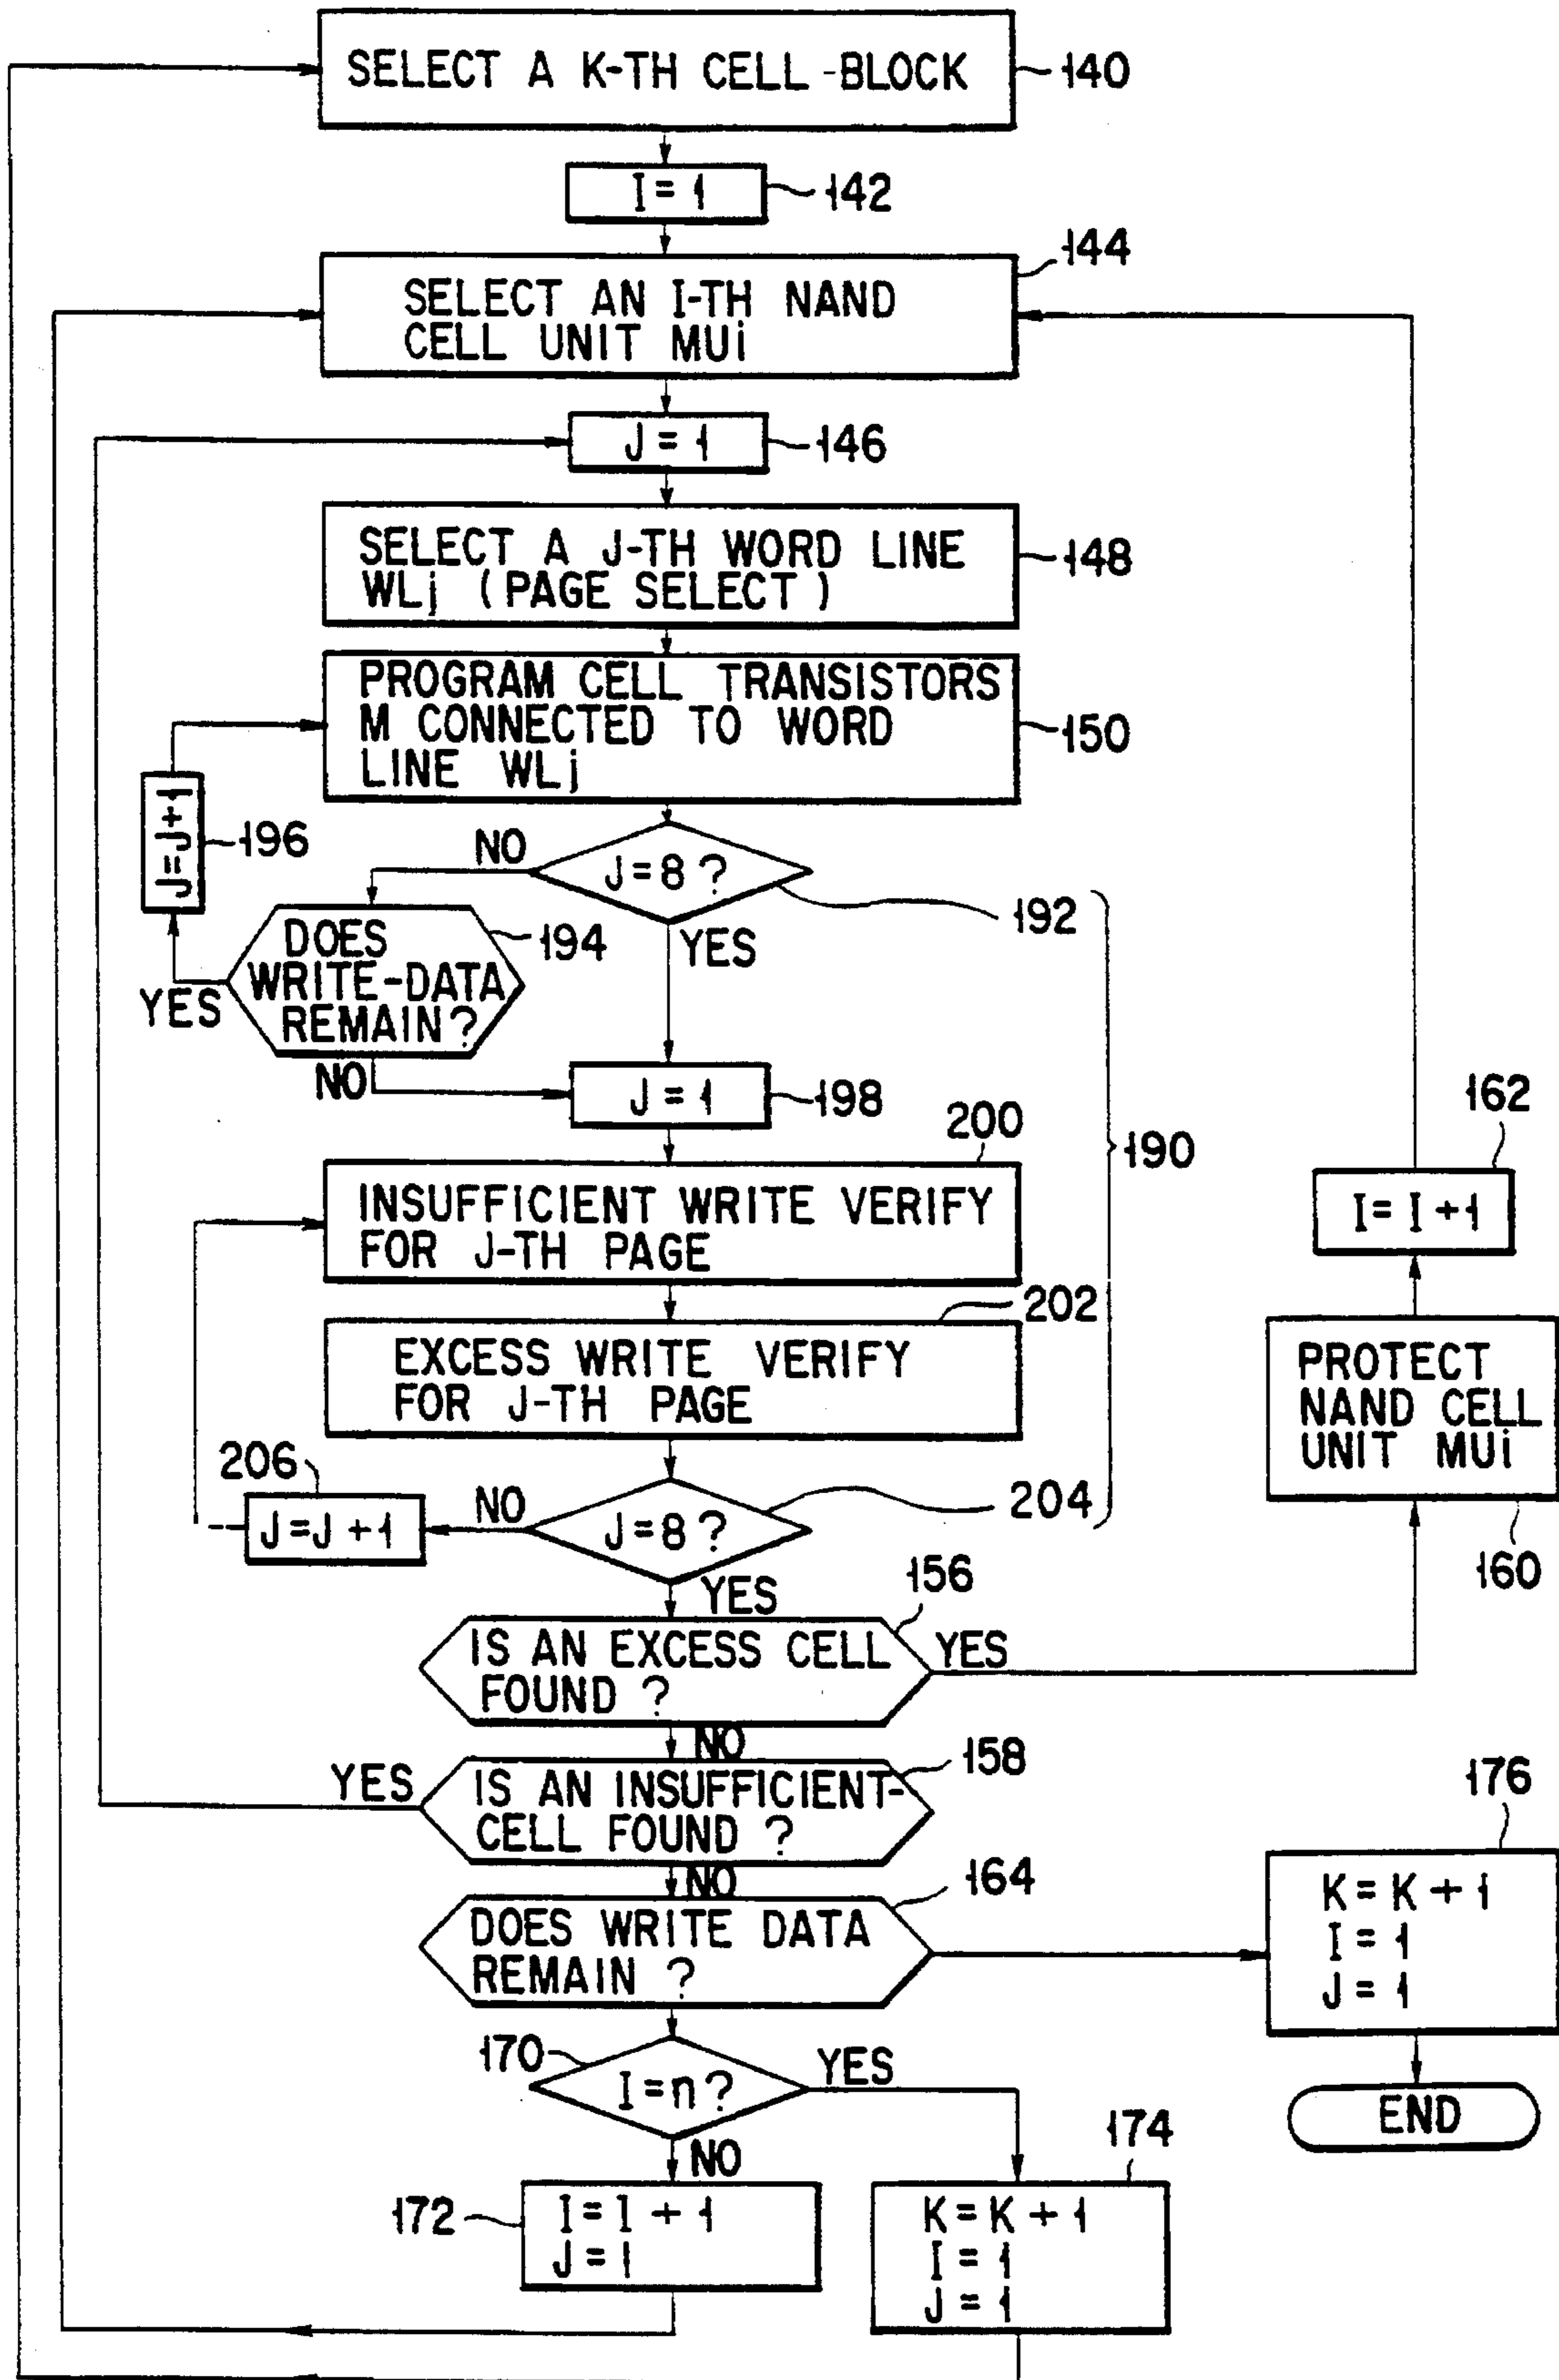 SELECT A K-TH CELL-BLOCK
140
I = 1
142
144
SELECT AN I-TH NAND
CELL UNIT MUi
J = 1
146
SELECT A J-TH WORD LINE
WLj (PAGE SELECT)
148
PROGRAM CELL TRANSISTORS
M CONNECTED TO WORD
LINE WLj
150
J=J+1
196
NO
J=8?
192
DOES
WRITE-DATA
REMAIN?
194
YES
YES
NO
J = 1
198
190
162
I= I +1
200
INSUFFICIENT WRITE VERIFY
FOR J-TH PAGE
202
EXCESS WRITE VERIFY
FOR J-TH PAGE
PROTECT
NAND CELL
UNIT MUi
160
206
J=J +1
NO
J=8?
204
YES
156
IS AN EXCESS CELL
FOUND ?
YES
NO
158
YES
IS AN INSUFFICIENT-
CELL FOUND ?
NO
164
DOES WRITE DATA
REMAIN ?
176
K = K + 1
I = 1
J = 1
170
I=n?
YES
END
NO
172
I = I + 1
J = 1
174
K = K + 1
I = 1
J = 1